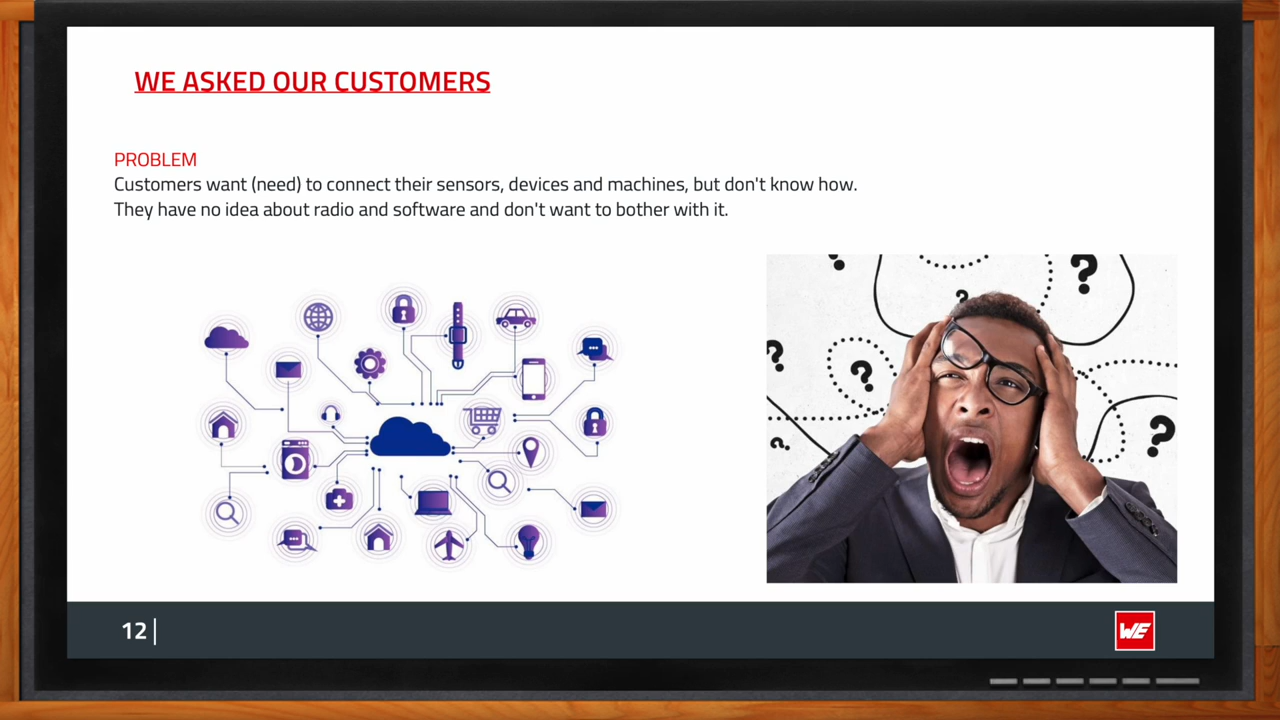 WE ASKED OUR CUSTOMERS
PROBLEM
Customers want (need) to connect their sensors, devices and machines, but don't know how.
They have no idea about radio and software and don't want to bother with it.
? ? ? ? ? ? ?
12 |
WE